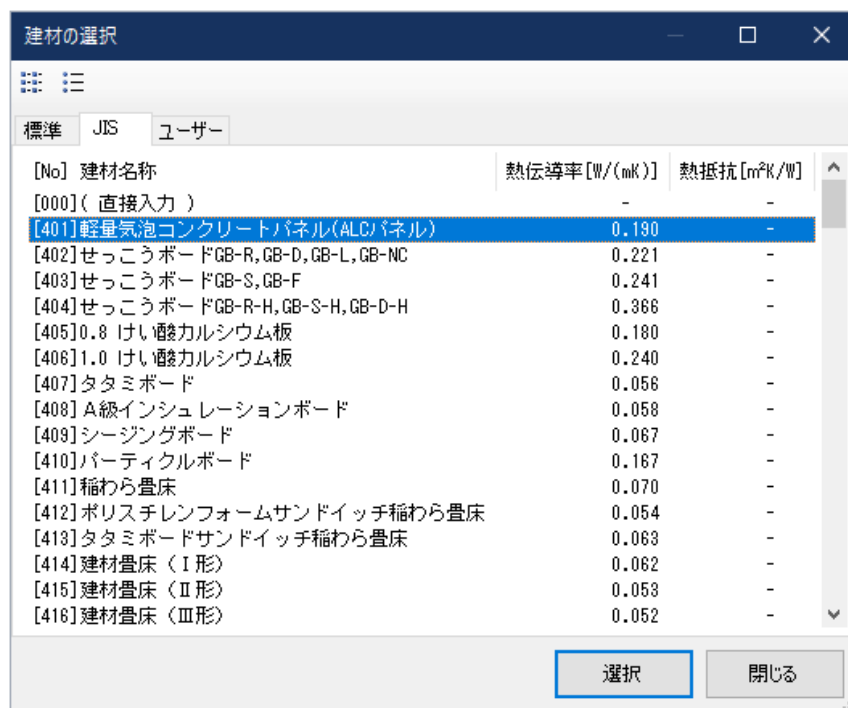 建材の選択
標準 JIS ユーザー
[No] 建材名称 熱伝導率[W/(mK)] 熱抵抗[m²K/W]
[000]( 直接入力 ) - -
[401]軽量気泡コンクリートパネル(ALCパネル) 0.190 -
[402]せっこうボードGB-R,GB-D,GB-L,GB-NC 0.221 -
[403]せっこうボードGB-S,GB-F 0.241 -
[404]せっこうボードGB-R-H,GB-S-H,GB-D-H 0.366 -
[405]0.8 けい酸カルシウム板 0.180 -
[406]1.0 けい酸カルシウム板 0.240 -
[407]タタミボード 0.056 -
[408]A級インシュレーションボード 0.058 -
[409]シージングボード 0.067 -
[410]パーティクルボード 0.167 -
[411]稲わら畳床 0.070 -
[412]ポリスチレンフォームサンドイッチ稲わら畳床 0.054 -
[413]タタミボードサンドイッチ稲わら畳床 0.063 -
[414]建材畳床(Ⅰ形) 0.062 -
[415]建材畳床(Ⅱ形) 0.053 -
[416]建材畳床(Ⅲ形) 0.052 -
選択 閉じる